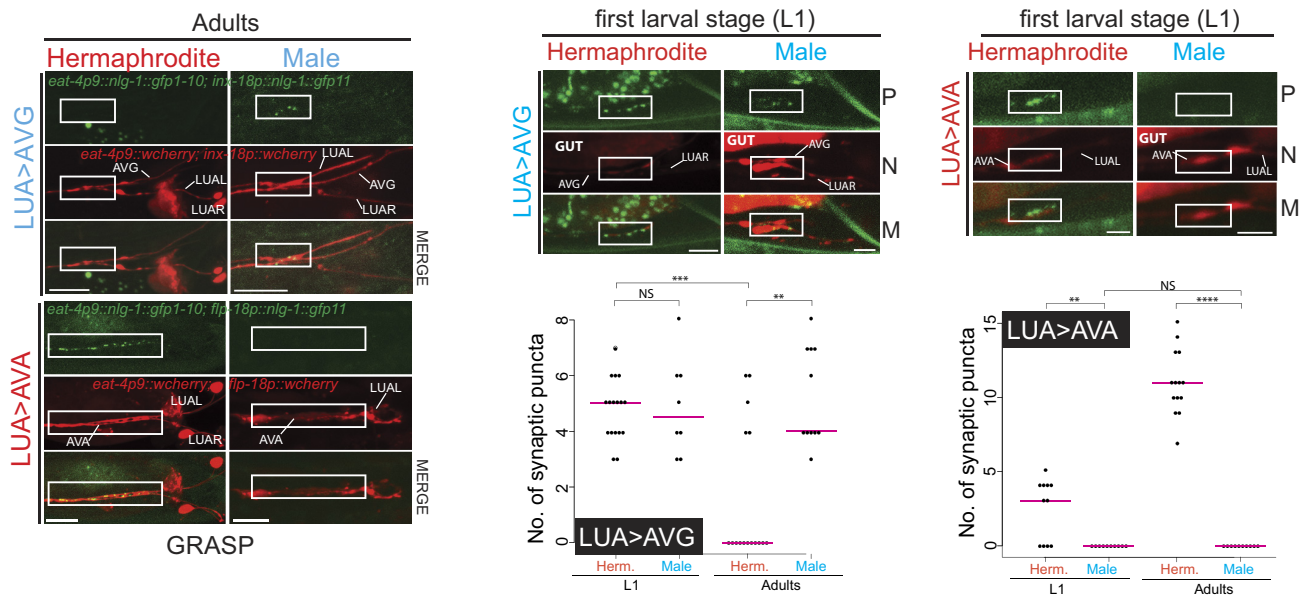 Adults
Hermaphrodite Male
LUA>AVG
eat-4p9::nlg-1::gfp1-10; inx-18p::nlg-1::gfp11
eat-4p9::wcherry; inx-18p::wcherry
AVG
LUAL
LUAL
AVG
LUAR
MERGE
LUA>AVA
eat-4p9::nlg-1::gfp1-10; flp-18p::nlg-1::gfp11
eat-4p9::wcherry; flp-18p::wcherry
LUAL
AVA
LUAR
LUAL
AVA
MERGE
GRASP
first larval stage (L1)
Hermaphrodite Male
LUA>AVG
P
GUT
AVG
LUAR
GUT
AVG
LUAR
N
M
No. of synaptic puncta
8
6
4
2
0
***
NS
**
LUA>AVG
Herm. Male Herm. Male
L1 Adults
first larval stage (L1)
Hermaphrodite Male
LUA>AVA
P
AVA
LUAL
GUT
AVA
LUAL
N
M
No. of synaptic puncta
15
10
5
0
NS
**
****
LUA>AVA
Herm. Male Herm. Male
L1 Adults